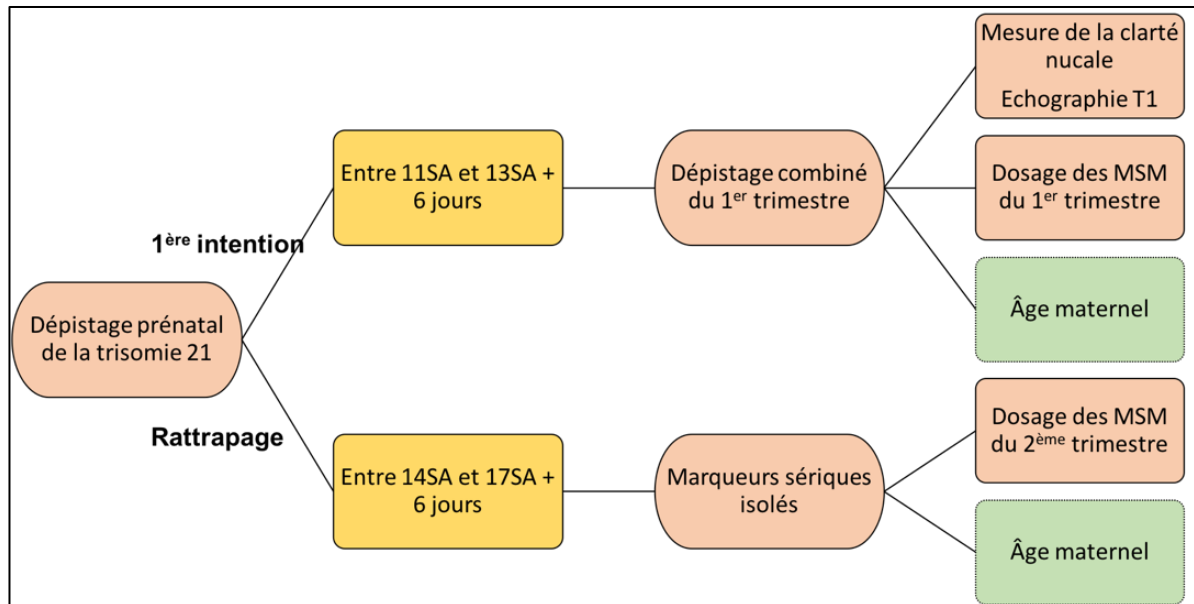 Mesure de la clarté
nucale
Echographie T1
Entre 11SA et 13SA +
6 jours
Dépistage combiné
du 1er trimestre
Dosage des MSM
du 1er trimestre
1ère intention
Âge maternel
Dépistage prénatal
de la trisomie 21
Rattrapage
Entre 14SA et 17SA +
6 jours
Marqueurs sériques
isolés
Dosage des MSM
du 2ème trimestre
Âge maternel